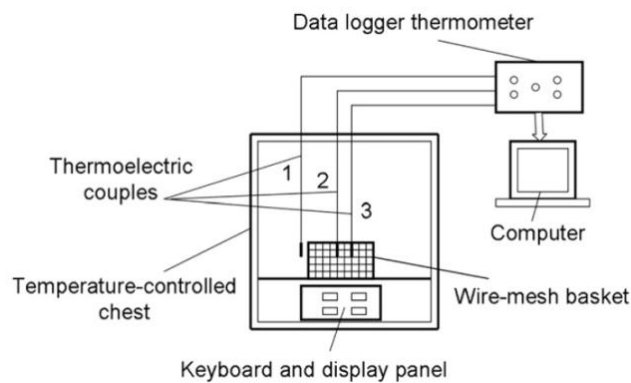 Data logger thermometer
Thermoelectric
couples
1
2
3
Computer
Temperature-controlled
chest
Wire-mesh basket
Keyboard and display panel